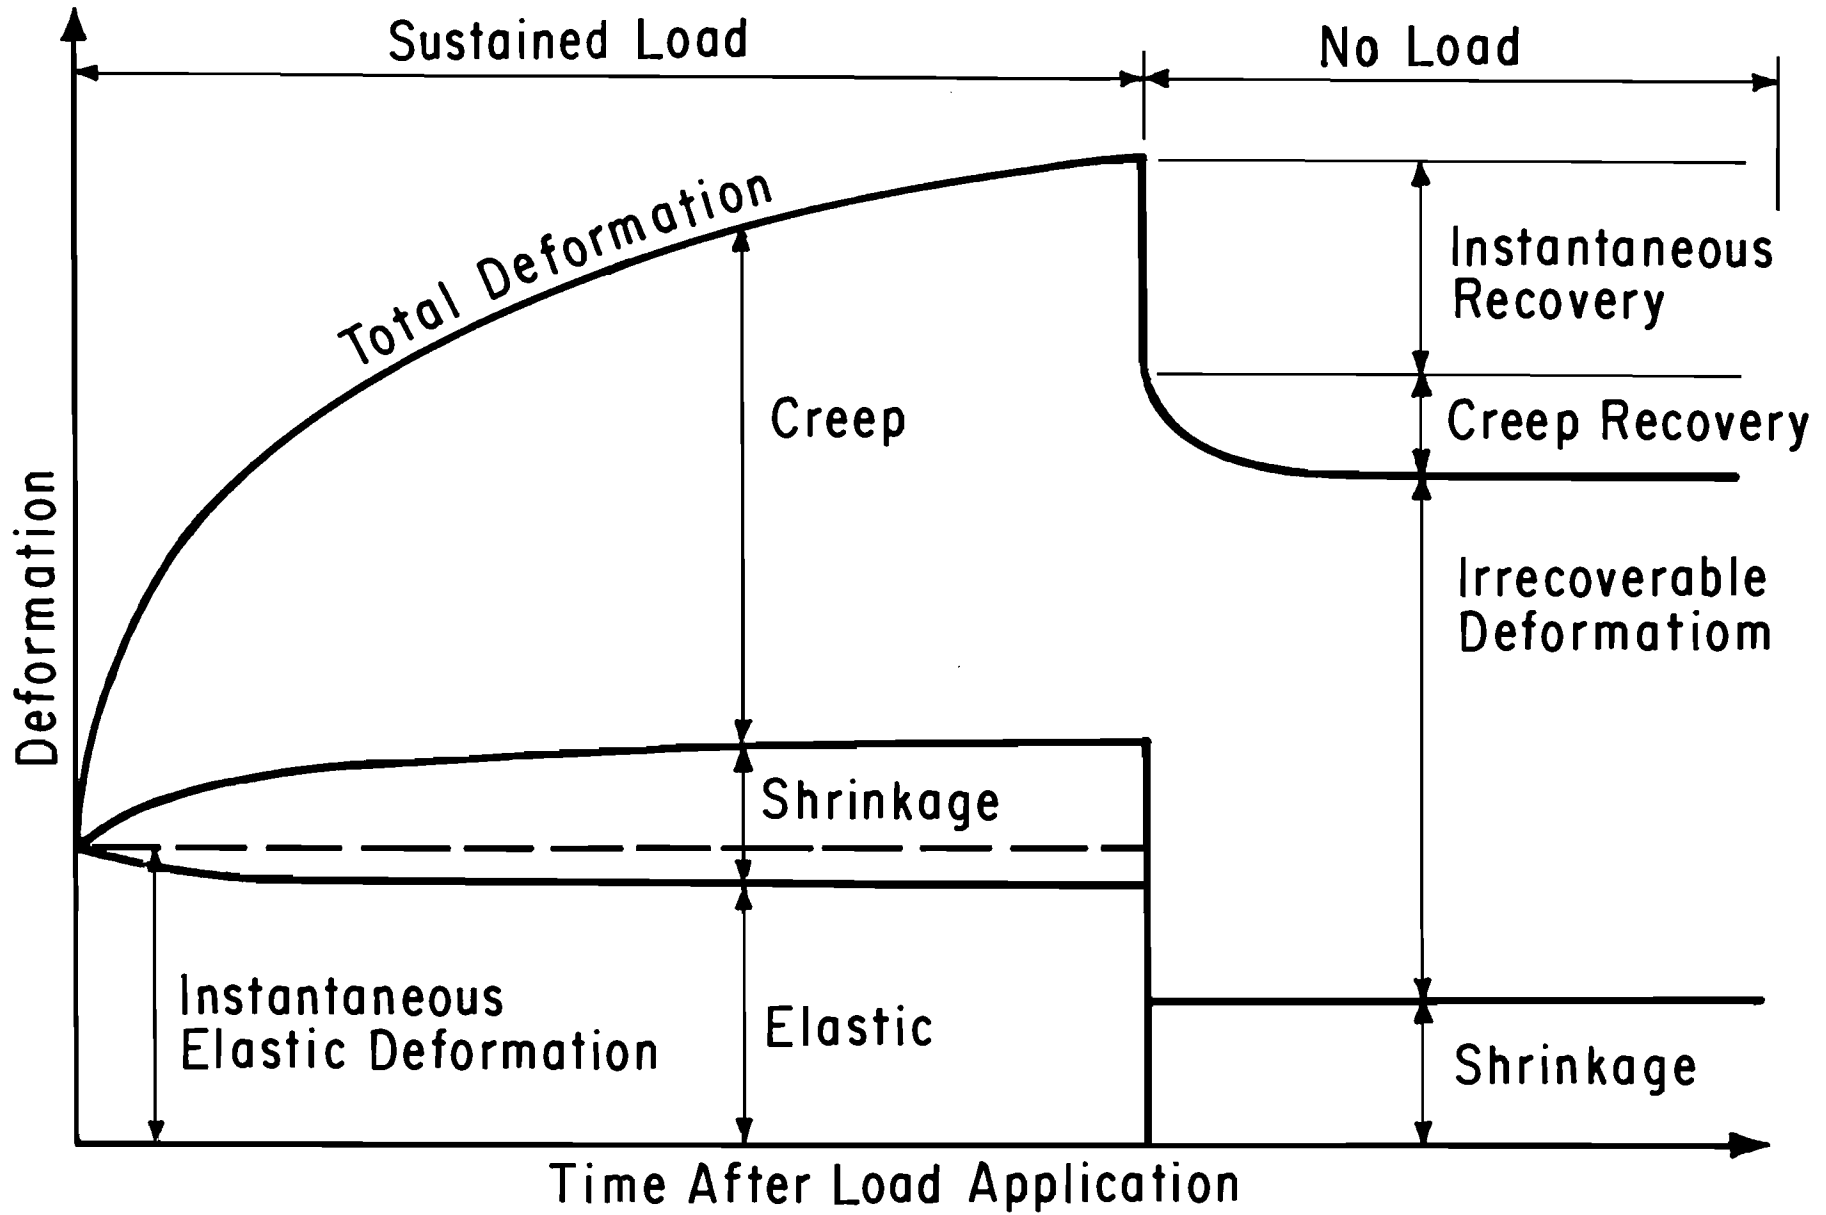 Sustained Load
No Load
Total Deformation
Instantaneous
Recovery
Creep
Creep Recovery
Deformation
Irrecoverable
Deformatiom
Shrinkage
Instantaneous
Elastic Deformation
Elastic
Shrinkage
Time After Load Application